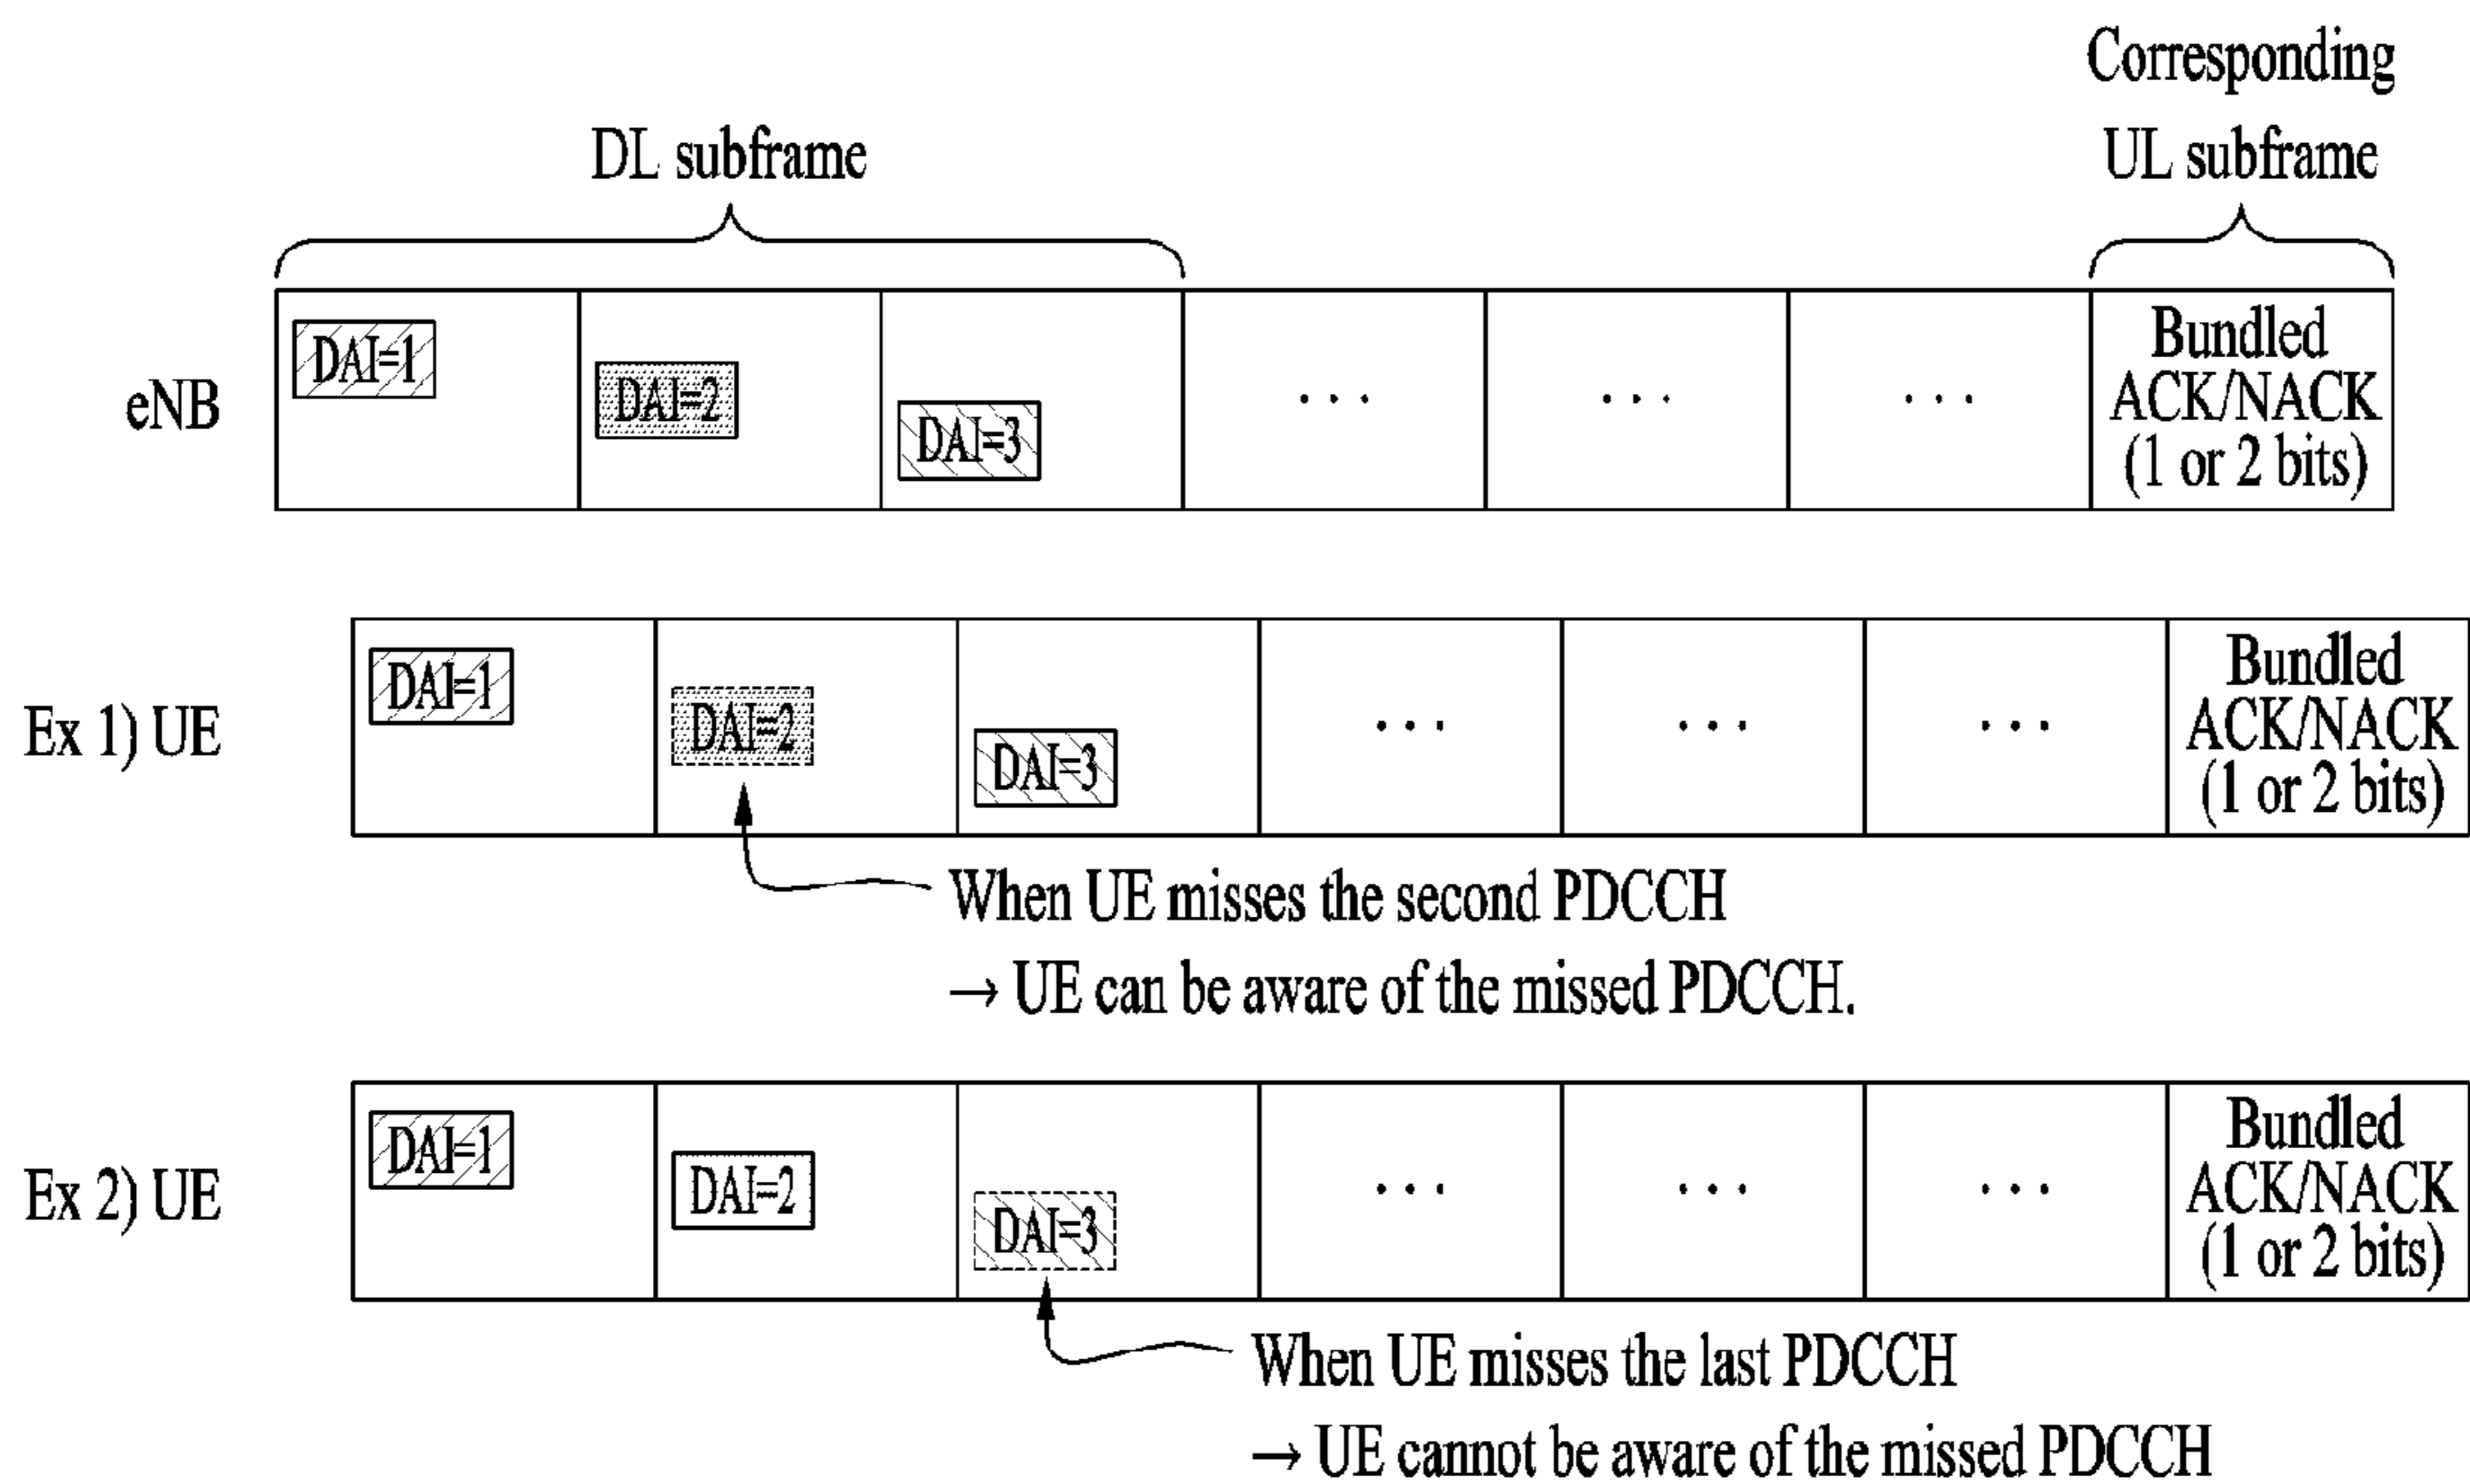 Corresponding
DL subframe
UL subframe
eNB
DAI=1
DAI=2
DAI=3
...
...
...
Bundled
ACK/NACK
(1 or 2 bits)
Ex 1) UE
DAI=1
DAI=2
DAI=3
...
...
...
Bundled
ACK/NACK
(1 or 2 bits)
When UE misses the second PDCCH
→ UE can be aware of the missed PDCCH.
Ex 2) UE
DAI=1
DAI=2
DAI=3
...
...
...
Bundled
ACK/NACK
(1 or 2 bits)
When UE misses the last PDCCH
→ UE cannot be aware of the missed PDCCH